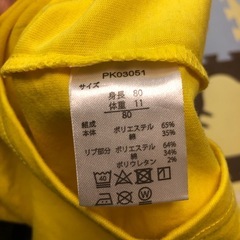 PK03051
サイズ
身長 80
体重 11
80
組成
本体 ポリエステル 65%
綿 35%
リブ部分 ポリエステル 64%
綿 34%
ポリウレタン 2%
40
W